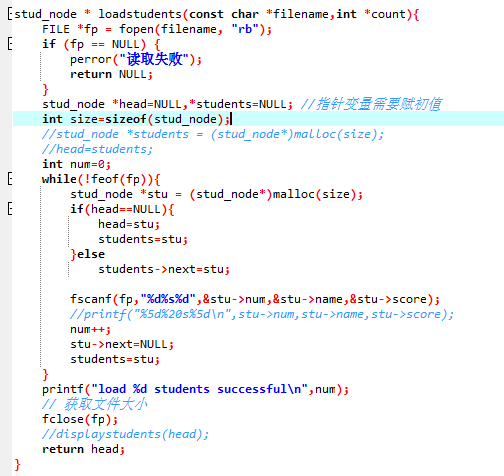 stud_node * loadstudents(const char *filename,int *count){
FILE *fp = fopen(filename, "rb");
if (fp == NULL) {
perror("读取失败");
return NULL;
}
stud_node *head=NULL,*students=NULL; //指针变量需要赋初值
int size=sizeof(stud_node);
//stud_node *students = (stud_node*)malloc(size);
//head=students;
int num=0;
while(!feof(fp)){
stud_node *stu = (stud_node*)malloc(size);
if(head==NULL){
head=stu;
students=stu;
}else
students->next=stu;
fscanf(fp,"%d%s%d",&stu->num,&stu->name,&stu->score);
//printf("%5d%20s%5d\n",stu->num,stu->name,stu->score);
num++;
stu->next=NULL;
students=stu;
}
printf("load %d students successful\n",num);
// 获取文件大小
fclose(fp);
//displaystudents(head);
return head;
}